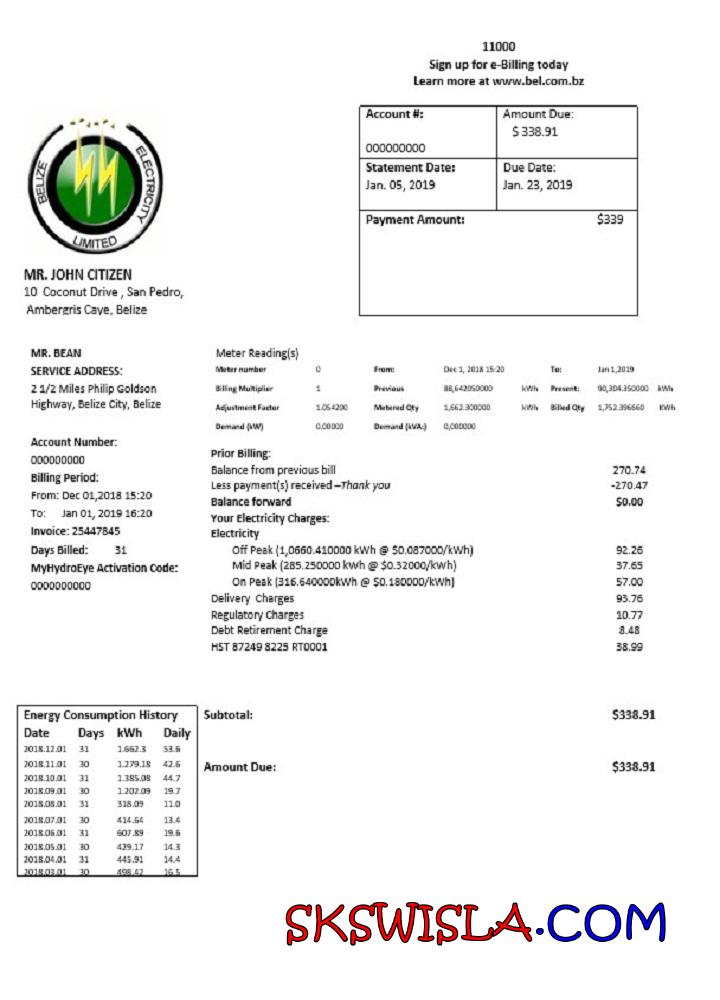 11000
Sign up for e-Billing today
Learn more at www.bel.com.bz
Account #:
000000000
Amount Due:
$ 338.91
Statement Date:
Jan. 05, 2019
Due Date:
Jan. 23, 2019
Payment Amount: $339
BELIZE ELECTRICITY LIMITED
MR. JOHN CITIZEN
10 Coconut Drive , San Pedro,
Ambergris Caye, Belize
MR. BEAN
SERVICE ADDRESS:
2 1/2 Miles Philip Goldson
Highway, Belize City, Belize
Account Number:
000000000
Billing Period:
From: Dec 01,2018 15:20
To: Jan 01, 2019 16:20
Invoice: 25447845
Days Billed: 31
MyHydroEye Activation Code:
0000000000
Meter Reading(s)
Meter number 0 From: Dec 1, 2018 15:20 To: Jan 1,2019
Billing Multiplier 1 Previous 88,642050000 kWh Present: 90,304.350000 kWh
Adjustment Factor 1.054200 Metered Qty 1,662.300000 kWh Billed Qty 1,752.396660 KWh
Demand (kW) 0.00000 Demand (kVA:) 0,000000
Prior Billing:
Balance from previous bill 270.74
Less payment(s) received –Thank you -270.47
Balance forward $0.00
Your Electricity Charges:
Electricity
Off Peak (1,0660.410000 kWh @ $0.087000/kWh) 92.26
Mid Peak (285.250000 kWh @ $0.32000/kWh) 37.65
On Peak (316.640000kWh @ $0.180000/kWh) 57.00
Delivery Charges 93.76
Regulatory Charges 10.77
Debt Retirement Charge 8.48
HST 87249 8225 RT0001 38.99
Energy Consumption History
Date Days kWh Daily
2018.12.01 31 1.662.3 53.6
2018.11.01 30 1.279.18 42.6
2018.10.01 31 1.385.08 44.7
2018.09.01 30 1.202.09 19.7
2018.08.01 31 318.09 11.0
2018.07.01 30 414.64 13.4
2018.06.01 31 607.89 19.6
2018.05.01 30 429.17 14.3
2018.04.01 31 445.91 14.4
2018.03.01 30 498.42 16.5
Subtotal: $338.91
Amount Due: $338.91
SKSWISLA.COM